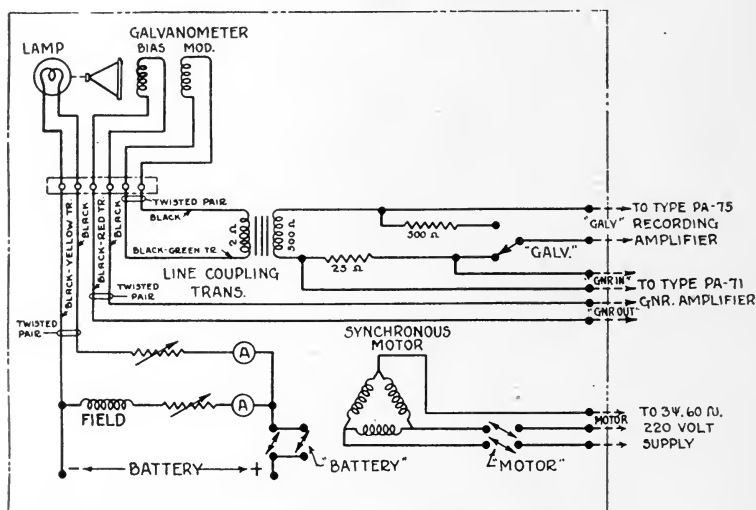 LAMP
GALVANOMETER
BIAS MOD.
TWISTED PAIR
BLACK
BLACK-YELLOW TR.
BLACK
BLACK-RED TR.
BLACK
BLACK-GREEN TR
2 Ω
500 Ω
LINE COUPLING
TRANS.
500 Ω
25 Ω
"GALV."
"GALV"
TO TYPE PA-75
RECORDING
AMPLIFIER
"GNR IN"
TO TYPE PA-71
GNR. AMPLIFIER
"GNR OUT"
TWISTED
PAIR
TWISTED
PAIR
A
FIELD
A
- BATTERY +
"BATTERY"
SYNCHRONOUS
MOTOR
"MOTOR"
MOTOR
TO 3Ψ. 60 N.
220 VOLT
SUPPLY